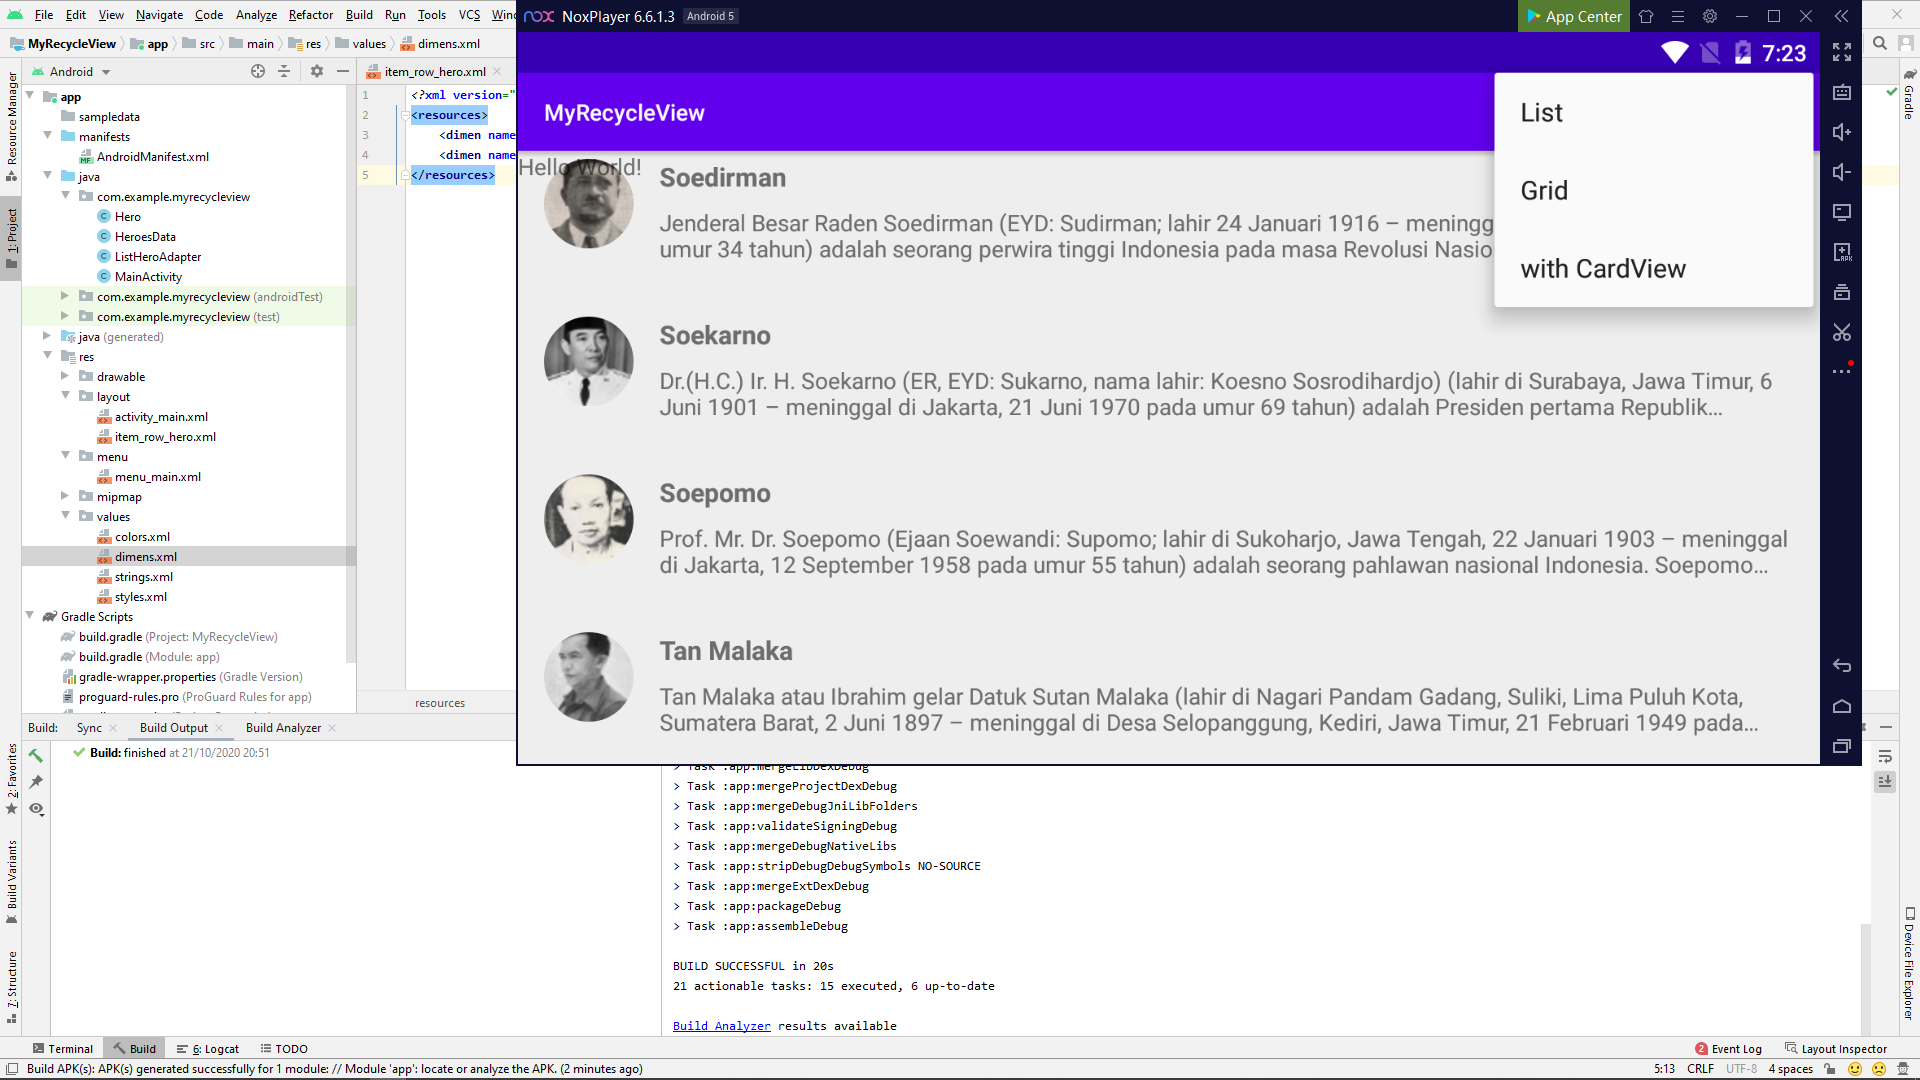 File Edit View Navigate Code Analyze Refactor Build Run Tools VCS
NoxPlayer 6.6.1.3 Android 5
App Center
MyRecycleView app src main res values dimens.xml
Android
item_row_hero.xml
7:23
Resource Manager
1: Project
2: Favorites
Build Variants
7: Structure
app
sampledata
manifests
AndroidManifest.xml
java
com.example.myrecycleview
Hero
HeroesData
ListHeroAdapter
MainActivity
com.example.myrecycleview (androidTest)
com.example.myrecycleview (test)
java (generated)
res
drawable
layout
activity_main.xml
item_row_hero.xml
menu
menu_main.xml
mipmap
values
colors.xml
dimens.xml
strings.xml
styles.xml
Gradle Scripts
build.gradle (Project: MyRecycleView)
build.gradle (Module: app)
gradle-wrapper.properties (Gradle Version)
proguard-rules.pro (ProGuard Rules for app)
1 <?xml version="
2 <resources>
3 <dimen name
4 <dimen name
5 </resources>
resources
MyRecycleView
List
Grid
with CardView
Hello World!
Soedirman
Jenderal Besar Raden Soedirman (EYD: Sudirman; lahir 24 Januari 1916 – mening
umur 34 tahun) adalah seorang perwira tinggi Indonesia pada masa Revolusi Nasio
Soekarno
Dr.(H.C.) Ir. H. Soekarno (ER, EYD: Sukarno, nama lahir: Koesno Sosrodihardjo) (lahir di Surabaya, Jawa Timur, 6
Juni 1901 – meninggal di Jakarta, 21 Juni 1970 pada umur 69 tahun) adalah Presiden pertama Republik...
Soepomo
Prof. Mr. Dr. Soepomo (Ejaan Soewandi: Supomo; lahir di Sukoharjo, Jawa Tengah, 22 Januari 1903 – meninggal
di Jakarta, 12 September 1958 pada umur 55 tahun) adalah seorang pahlawan nasional Indonesia. Soepomo...
Tan Malaka
Tan Malaka atau Ibrahim gelar Datuk Sutan Malaka (lahir di Nagari Pandam Gadang, Suliki, Lima Puluh Kota,
Sumatera Barat, 2 Juni 1897 – meninggal di Desa Selopanggung, Kediri, Jawa Timur, 21 Februari 1949 pada...
Gradle
Device File Explorer
Build: Sync Build Output Build Analyzer
Build: finished at 21/10/2020 20:51
> Task :app:mergeLibDexDebug
> Task :app:mergeProjectDexDebug
> Task :app:mergeDebugJniLibFolders
> Task :app:validateSigningDebug
> Task :app:mergeDebugNativeLibs
> Task :app:stripDebugDebugSymbols NO-SOURCE
> Task :app:mergeExtDexDebug
> Task :app:packageDebug
> Task :app:assembleDebug
BUILD SUCCESSFUL in 20s
21 actionable tasks: 15 executed, 6 up-to-date
Build Analyzer results available
Terminal Build 6: Logcat TODO
2 Event Log Layout Inspector
Build APK(s): APK(s) generated successfully for 1 module: // Module 'app': locate or analyze the APK. (2 minutes ago)
5:13 CRLF UTF-8 4 spaces